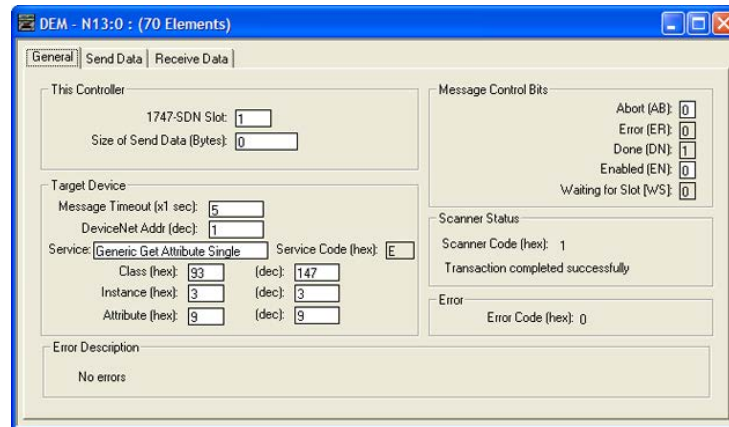 DEM - N13:0 : (70 Elements)
General Send Data Receive Data
This Controller
1747-SDN Slot: 1
Size of Send Data (Bytes): 0
Target Device
Message Timeout (x1 sec): 5
DeviceNet Addr (dec): 1
Service: Generic Get Attribute Single Service Code (hex): E
Class (hex): 93 (dec): 147
Instance (hex): 3 (dec): 3
Attribute (hex): 9 (dec): 9
Message Control Bits
Abort (AB): 0
Error (ER): 0
Done (DN): 1
Enabled (EN): 0
Waiting for Slot [WS): 0
Scanner Status
Scanner Code (hex): 1
Transaction completed successfully
Error
Error Code (hex): 0
Error Description
No errors